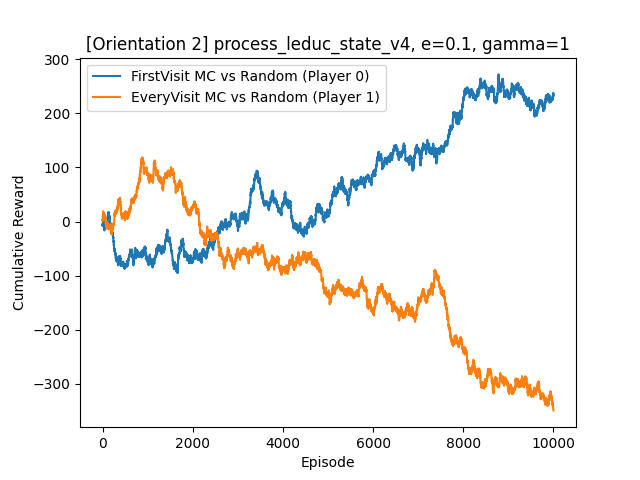 [Orientation 2] process_leduc_state_v4, e=0.1, gamma=1
FirstVisit MC vs Random (Player 0)
EveryVisit MC vs Random (Player 1)
300
200
100
0
−100
−200
−300
Cumulative Reward
0 2000 4000 6000 8000 10000
Episode